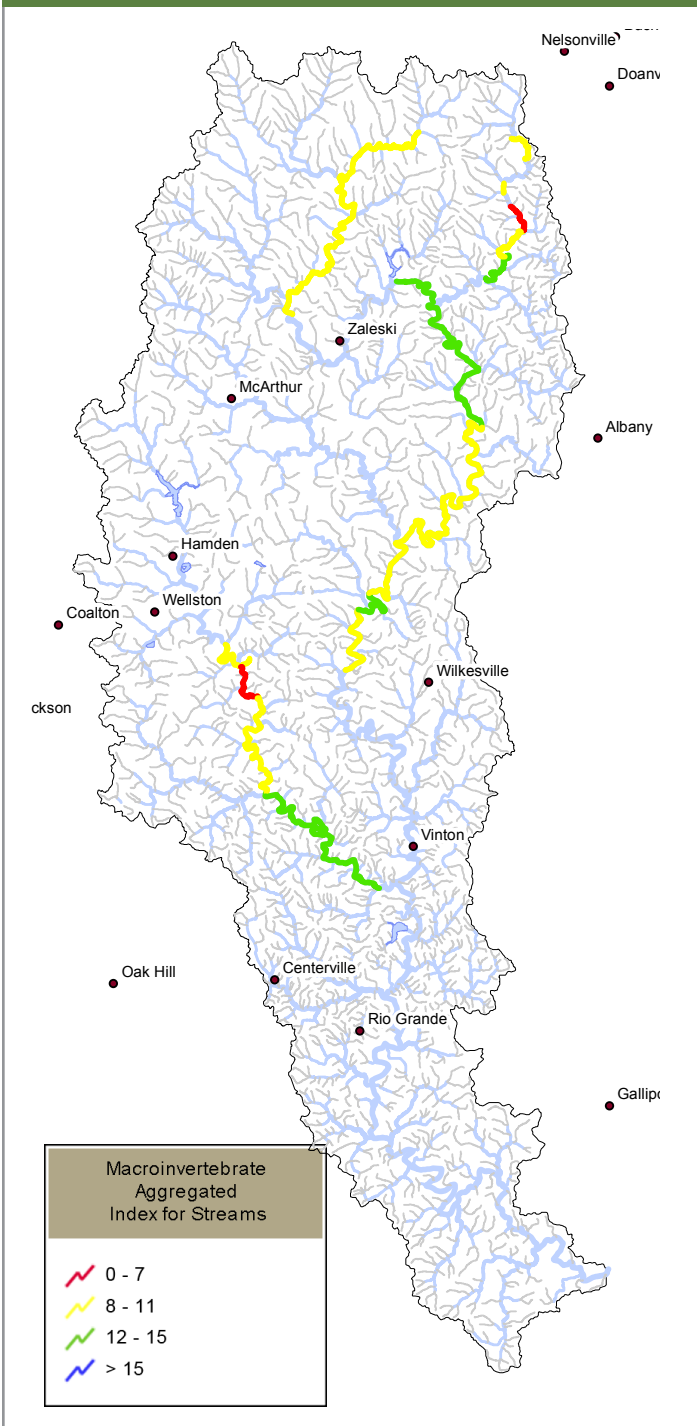 Nelsonville
Doanv
Zaleski
McArthur
Albany
Hamden
Wellston
Coalton
Wilkesville
ckson
Vinton
Oak Hill
Centerville
Rio Grande
Gallipo
Macroinvertebrate
Aggregated
Index for Streams
0 - 7
8 - 11
12 - 15
> 15